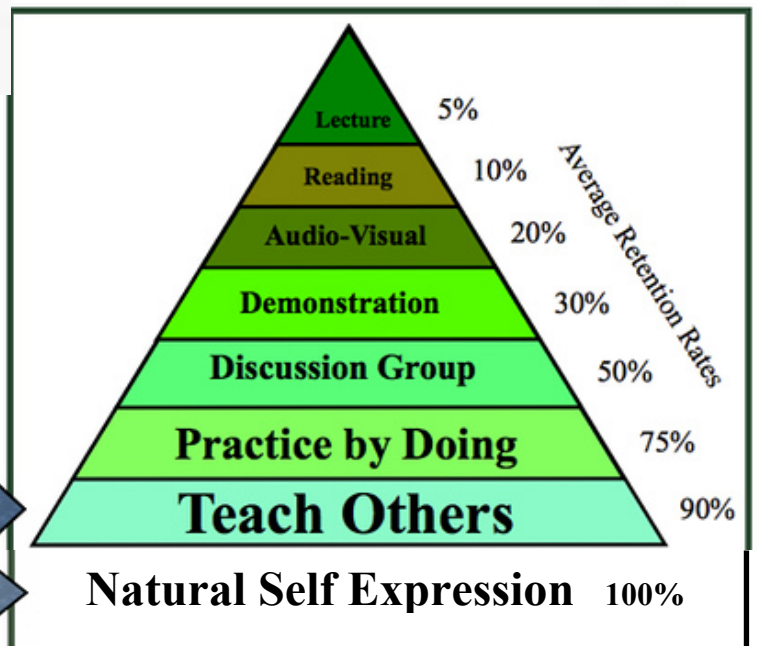 Lecture 5%
Reading 10%
Audio-Visual 20%
Demonstration 30%
Discussion Group 50%
Practice by Doing 75%
Teach Others 90%
Average Retention Rates
Natural Self Expression 100%